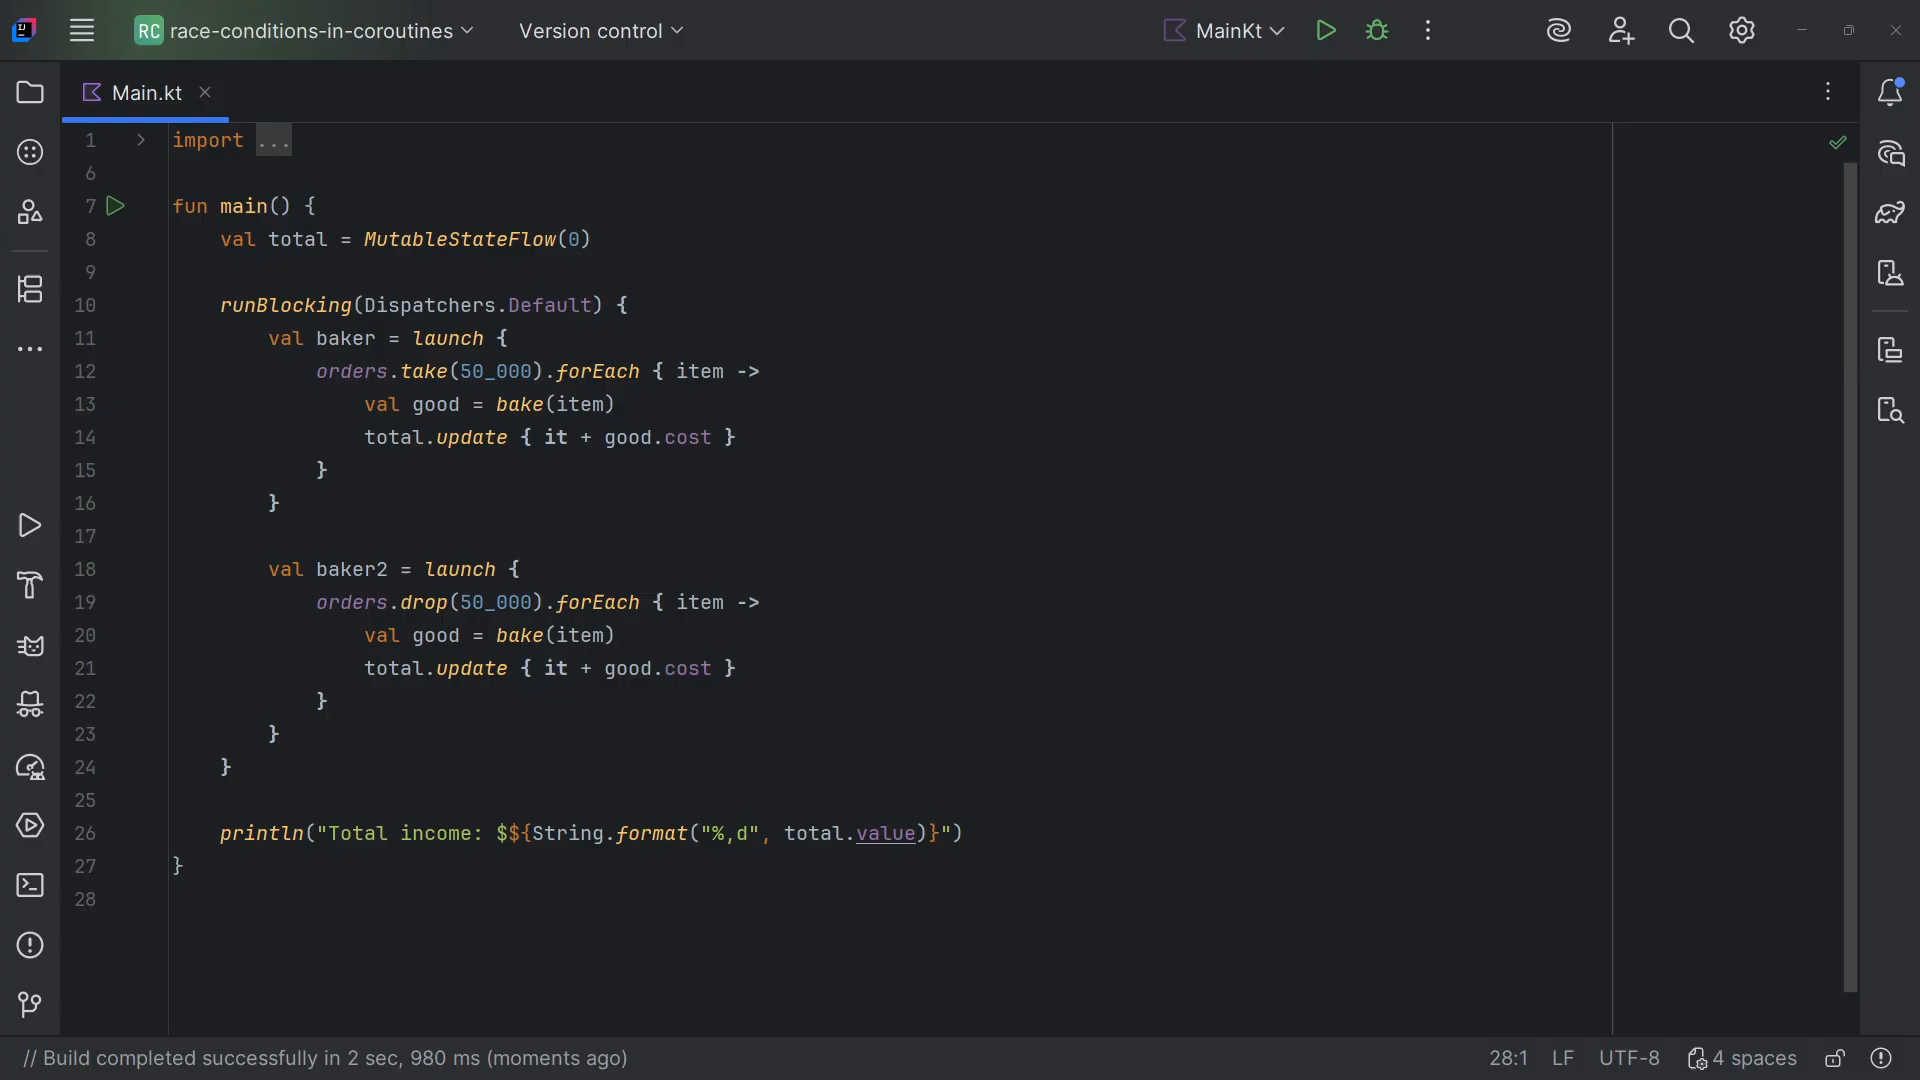 RC race-conditions-in-coroutines Version control MainKt
Main.kt
1 import ...
6
7 fun main() {
8 val total = MutableStateFlow(0)
9
10 runBlocking(Dispatchers.Default) {
11 val baker = launch {
12 orders.take(50_000).forEach { item ->
13 val good = bake(item)
14 total.update { it + good.cost }
15 }
16 }
17
18 val baker2 = launch {
19 orders.drop(50_000).forEach { item ->
20 val good = bake(item)
21 total.update { it + good.cost }
22 }
23 }
24 }
25
26 println("Total income: $${String.format("%,d", total.value)}")
27 }
28
// Build completed successfully in 2 sec, 980 ms (moments ago) 28:1 LF UTF-8 4 spaces